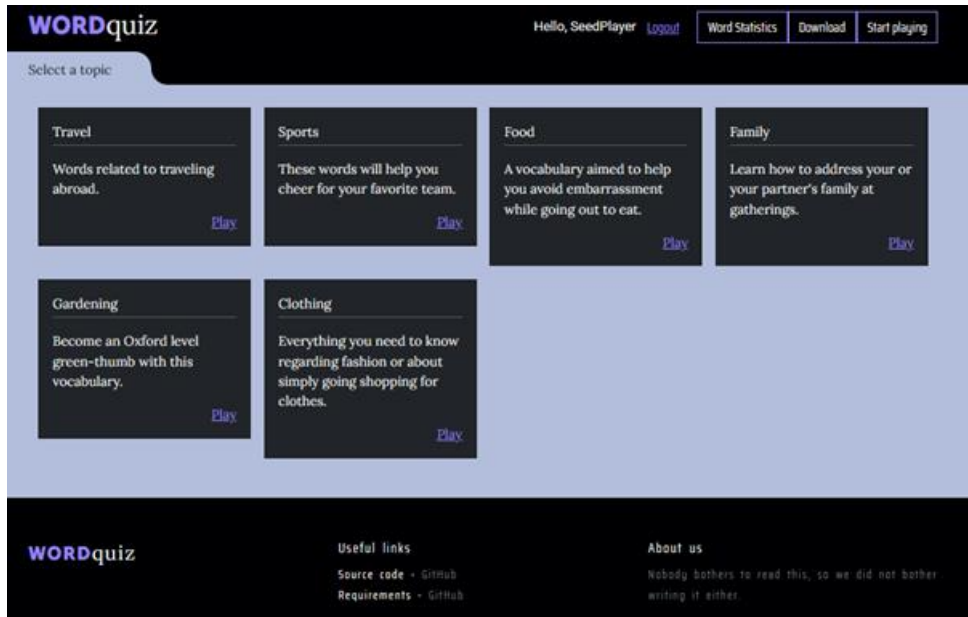 WORDquiz
Hello, SeedPlayer Logout Word Statistics Download Start playing
Select a topic
Travel
Words related to traveling
abroad.
Play
Sports
These words will help you
cheer for your favorite team.
Play
Food
A vocabulary aimed to help
you avoid embarrassment
while going out to eat.
Play
Family
Learn how to address your or
your partner's family at
gatherings.
Play
Gardening
Become an Oxford level
green-thumb with this
vocabulary.
Play
Clothing
Everything you need to know
regarding fashion or about
simply going shopping for
clothes.
Play
WORDquiz
Useful links
Source code - GitHub
Requirements - GitHub
About us
Nobody bothers to read this, so we did not bother
writing it either.